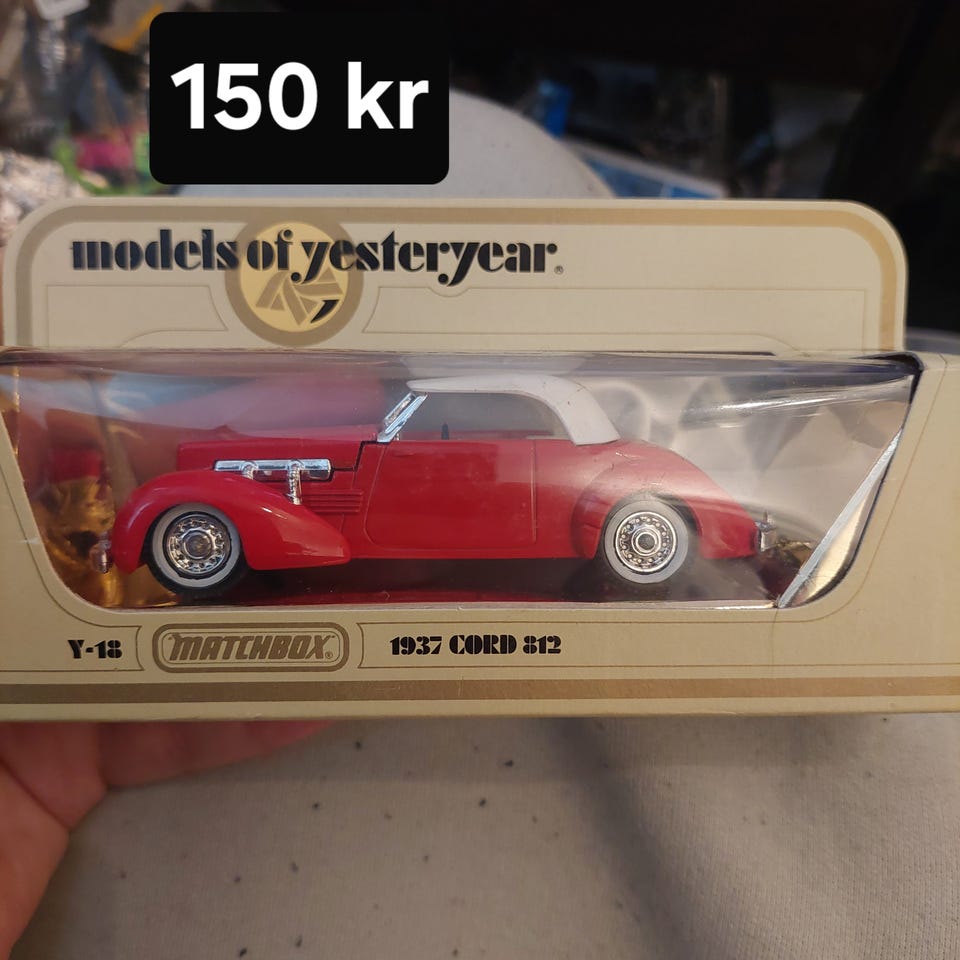 150 kr
models of yesteryear®
Y-18 MATCHBOX® 1937 CORD 812